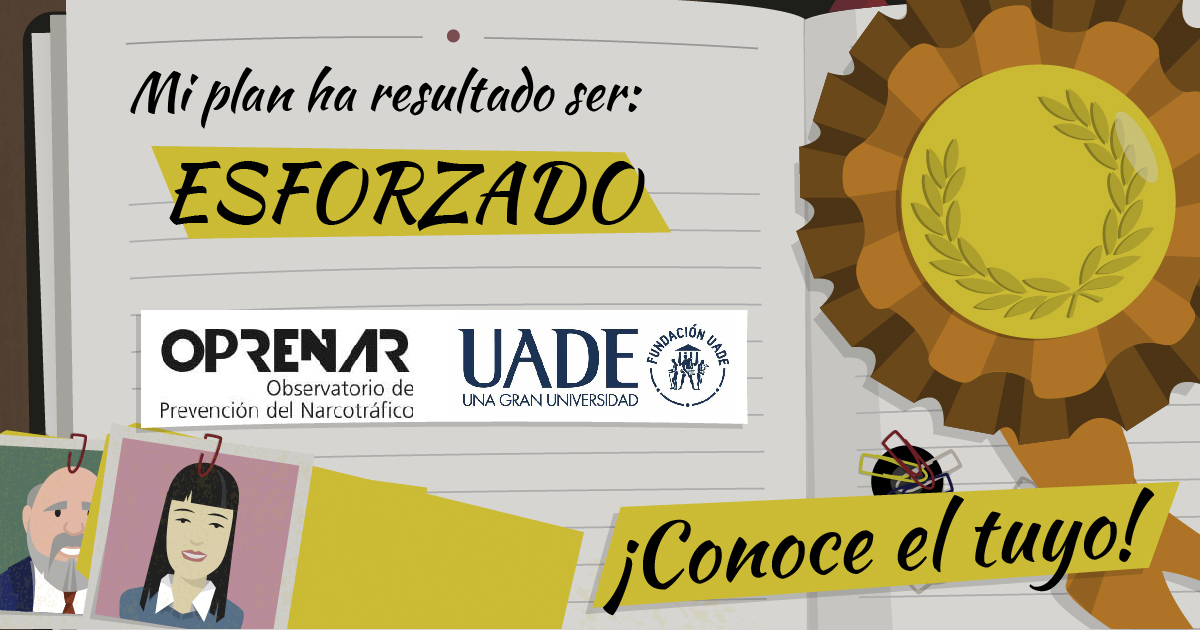 Mi plan ha resultado ser:
ESFORZADO
OPRENAR
Observatorio de
Prevención del Narcotráfico
UADE
UNA GRAN UNIVERSIDAD
FUNDACIÓN UADE
¡Conoce el tuyo!